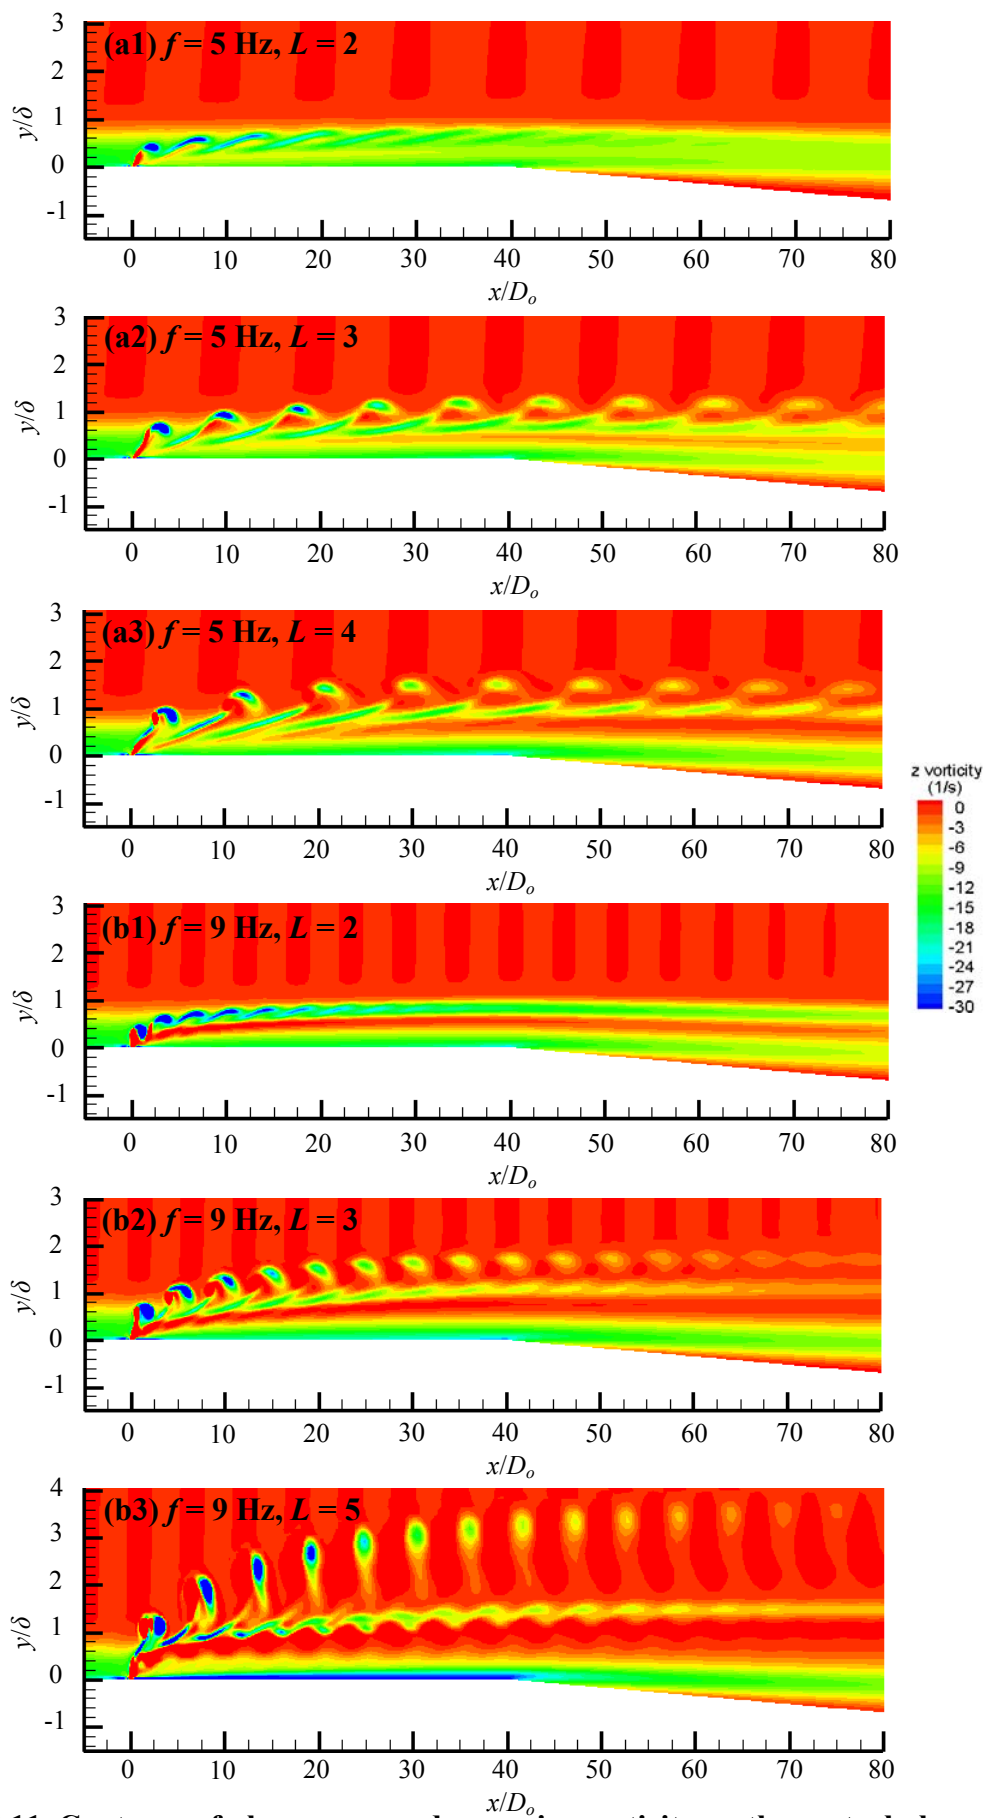 3
(a1) f = 5 Hz, L = 2
2
y/δ
1
0
-1
0 10 20 30 40 50 60 70 80
x/Do
3
(a2) f = 5 Hz, L = 3
2
y/δ
1
0
-1
0 10 20 30 40 50 60 70 80
x/Do
3
(a3) f = 5 Hz, L = 4
2
y/δ
1
0
-1
0 10 20 30 40 50 60 70 80
x/Do
z vorticity
(1/s)
0
-3
-6
-9
-12
-15
-18
-21
-24
-27
-30
3
(b1) f = 9 Hz, L = 2
2
y/δ
1
0
-1
0 10 20 30 40 50 60 70 80
x/Do
3
(b2) f = 9 Hz, L = 3
2
y/δ
1
0
-1
0 10 20 30 40 50 60 70 80
x/Do
4
(b3) f = 9 Hz, L = 5
3
2
y/δ
1
0
-1
0 10 20 30 40 50 60 70 80
x/Do